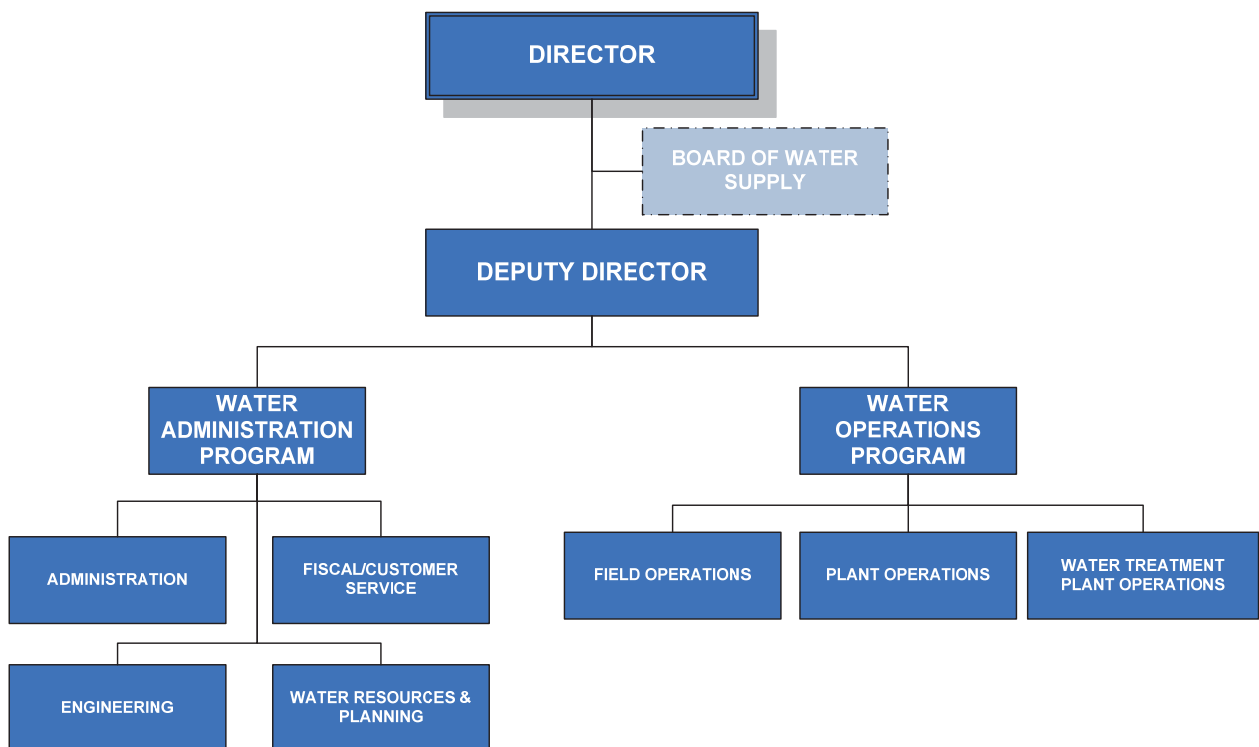 DIRECTOR
BOARD OF WATER
SUPPLY
DEPUTY DIRECTOR
WATER
ADMINISTRATION
PROGRAM
WATER
OPERATIONS
PROGRAM
ADMINISTRATION
FISCAL/CUSTOMER
SERVICE
FIELD OPERATIONS
PLANT OPERATIONS
WATER TREATMENT
PLANT OPERATIONS
ENGINEERING
WATER RESOURCES &
PLANNING